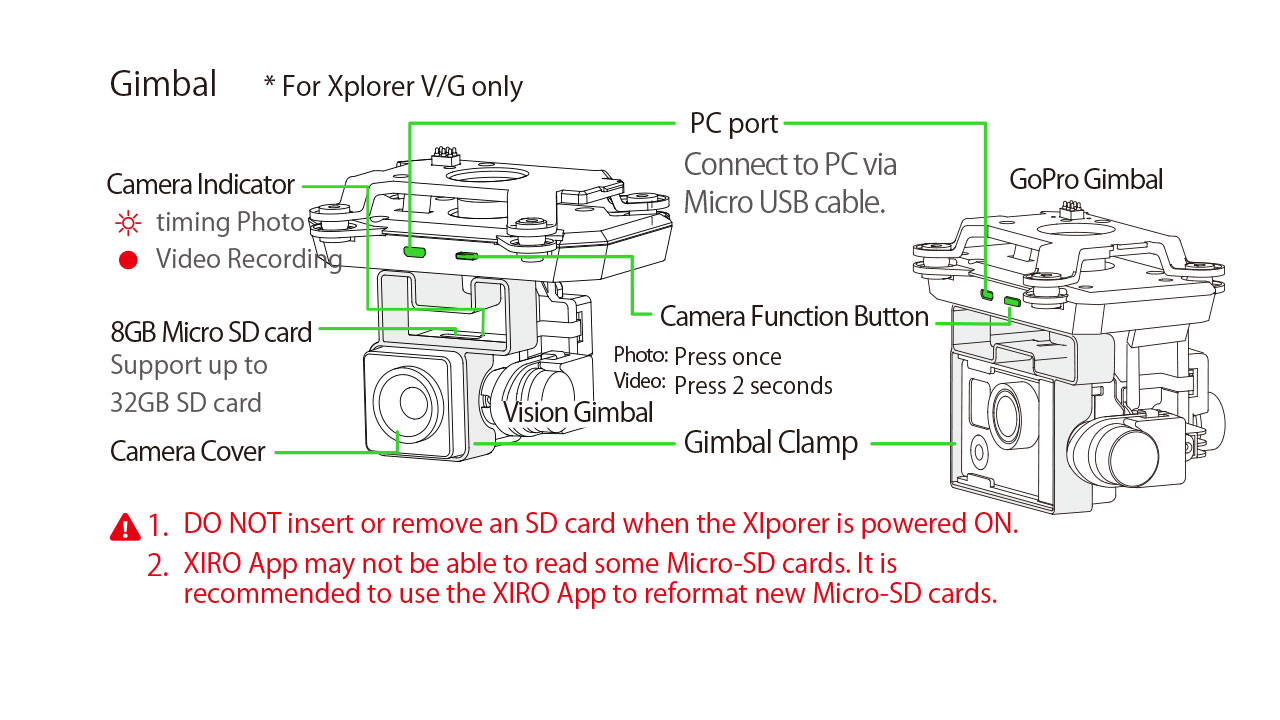 Gimbal * For Xplorer V/G only
PC port
Connect to PC via
Micro USB cable.
GoPro Gimbal
Camera Indicator
timing Photo
Video Recording
8GB Micro SD card
Support up to
32GB SD card
Camera Cover
Camera Function Button
Photo: Press once
Video: Press 2 seconds
Vision Gimbal
Gimbal Clamp
1. DO NOT insert or remove an SD card when the XIporer is powered ON.
2. XIRO App may not be able to read some Micro-SD cards. It is
recommended to use the XIRO App to reformat new Micro-SD cards.